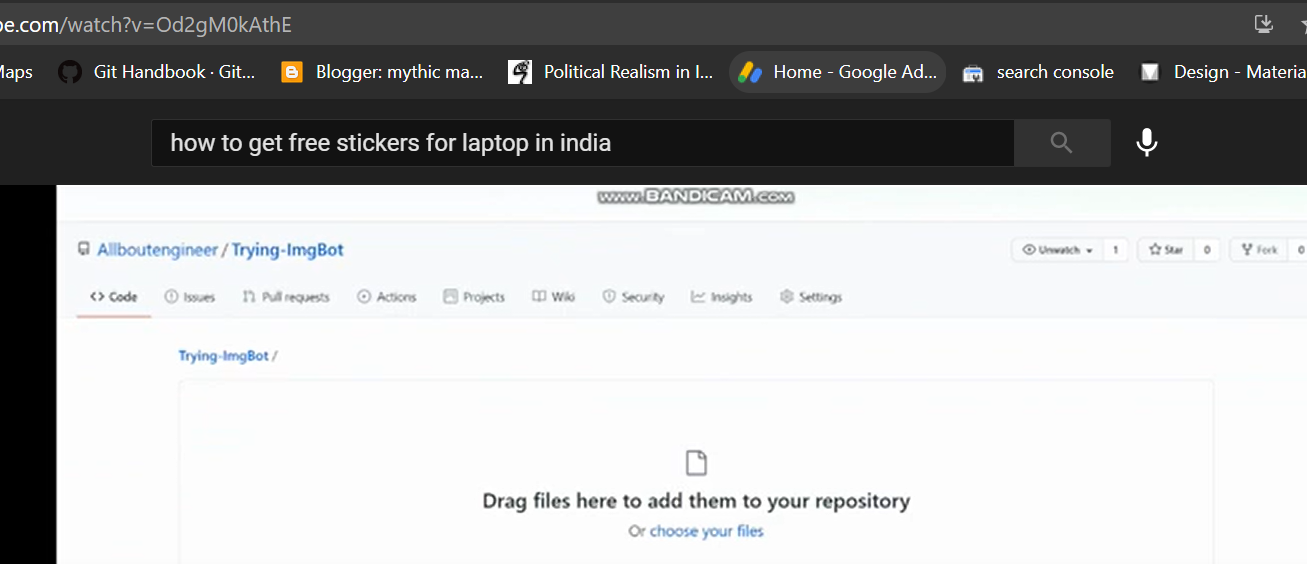 be.com/watch?v=Od2gM0kAthE
Maps Git Handbook · Git... Blogger: mythic ma... Political Realism in I... Home - Google Ad... search console Design - Materia
how to get free stickers for laptop in india
www.BANDICAM.com
Allboutengineer / Trying-ImgBot Unwatch 1 Star 0 Fork 0
<> Code Issues Pull requests Actions Projects Wiki Security Insights Settings
Trying-ImgBot /
Drag files here to add them to your repository
Or choose your files